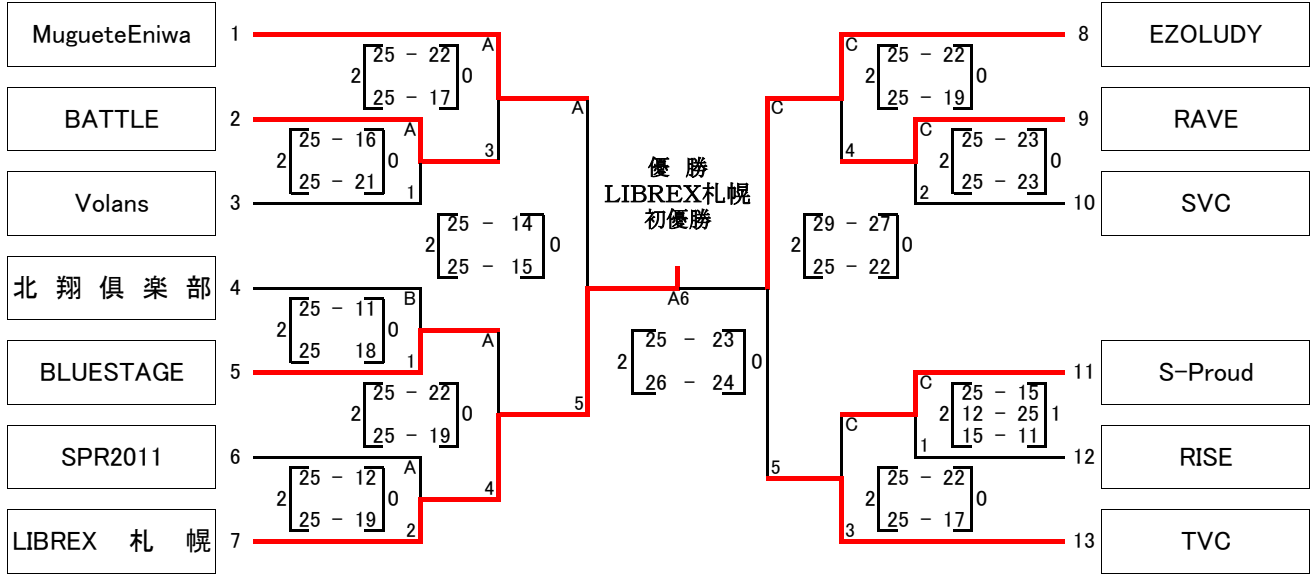 MugueteEniwa 1
BATTLE 2
Volans 3
北 翔 倶 楽 部 4
BLUESTAGE 5
SPR2011 6
LIBREX 札 幌 7
A
25 - 22
2 0
25 - 17
3
A
25 - 16
2 0
25 - 21
1
A
25 - 14
2 0
25 - 15
5
B
25 - 11
2 0
25 18
1
A
25 - 22
2 0
25 - 19
4
A
25 - 12
2 0
25 - 19
2
優 勝
LIBREX札幌
初優勝
A6
25 - 23
2 0
26 - 24
C
29 - 27
2 0
25 - 22
5
C
25 - 22
2 0
25 - 19
4
C
25 - 23
2 0
25 - 23
2
C
25 - 15
2 12 - 25 1
15 - 11
1
C
25 - 22
2 0
25 - 17
3
8 EZOLUDY
9 RAVE
10 SVC
11 S-Proud
12 RISE
13 TVC